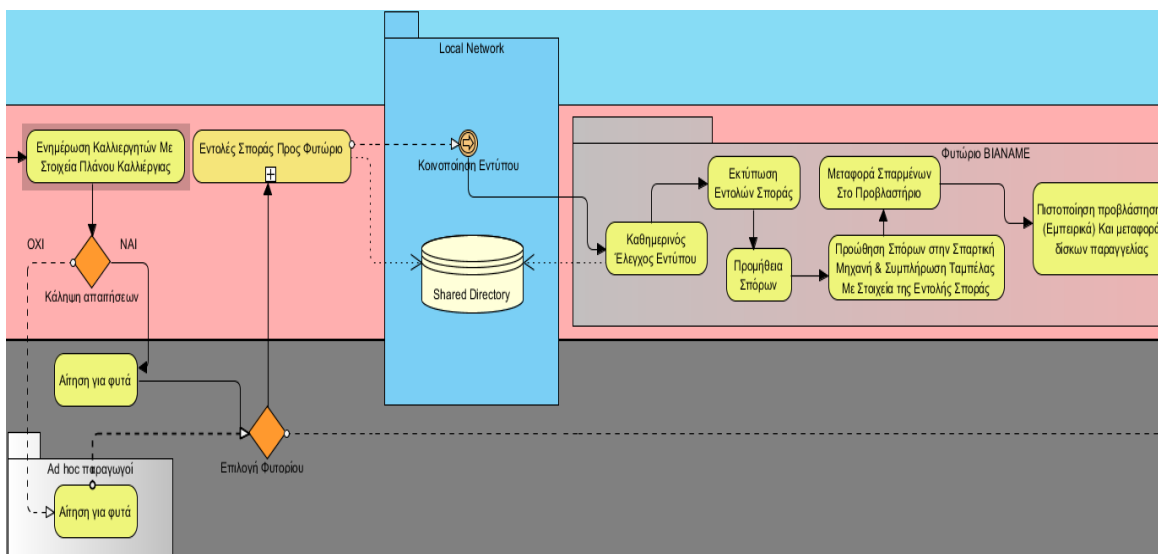 Local Network
Ενημέρωση Καλλιεργητών Με
Στοιχεία Πλάνου Καλλιέργιας
Εντολές Σποράς Προς Φυτώριο
Κοινοποίηση Εντύπου
Φυτώριο ΒΙΑΝΑΜΕ
Εκτύπωση
Εντολών Σποράς
Μεταφορά Σπαρμένων
Στο Προβλαστήριο
Πιστοποίηση προβλάστηση
(Εμπειρικά) Και μεταφορά
δίσκων παραγγελίας
Καθημερινός
Έλεγχος Εντύπου
Προμήθεια
Σπόρων
Προώθηση Σπόρων στην Σπαρτική
Μηχανή & Συμπλήρωση Ταμπέλας
Με Στοιχεία της Εντολής Σποράς
ΟΧΙ
ΝΑΙ
Κάληψη απαιτήσεων
Shared Directory
Αίτηση για φυτά
Επιλογή Φυτορίου
Ad hoc παραγωγοί
Αίτηση για φυτά